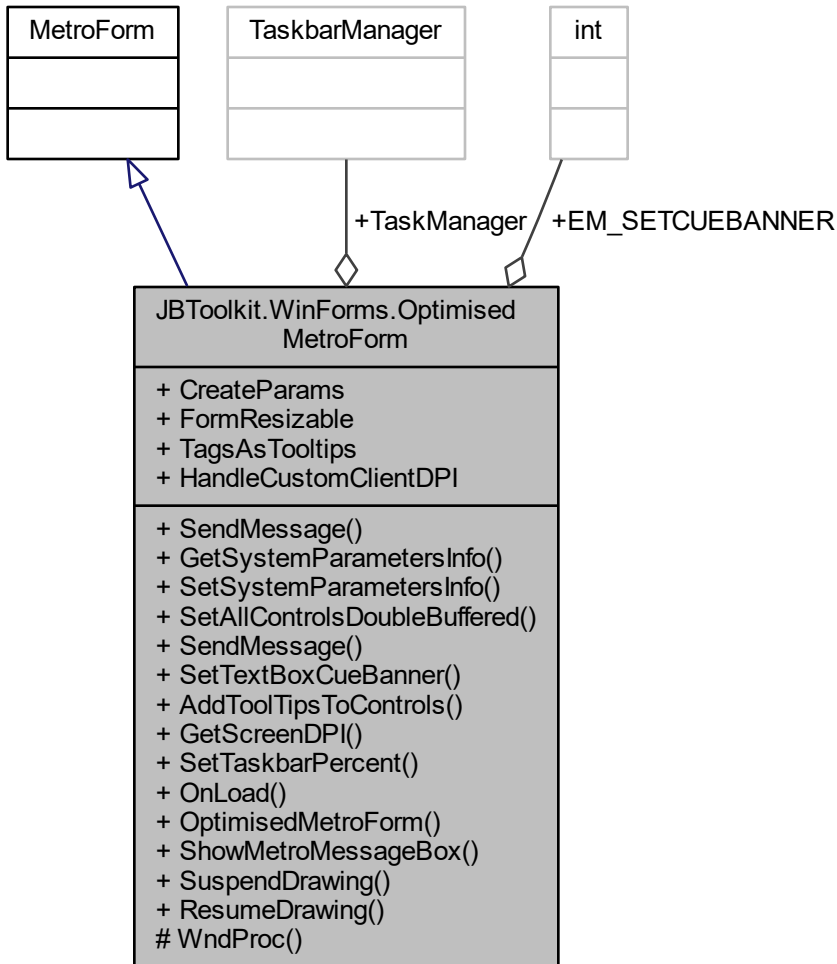 MetroForm
TaskbarManager
int
+TaskManager
+EM_SETCUEBANNER
JBToolkit.WinForms.Optimised
MetroForm
+ CreateParams
+ FormResizable
+ TagsAsTooltips
+ HandleCustomClientDPI
+ SendMessage()
+ GetSystemParametersInfo()
+ SetSystemParametersInfo()
+ SetAllControlsDoubleBuffered()
+ SendMessage()
+ SetTextBoxCueBanner()
+ AddToolTipsToControls()
+ GetScreenDPI()
+ SetTaskbarPercent()
+ OnLoad()
+ OptimisedMetroForm()
+ ShowMetroMessageBox()
+ SuspendDrawing()
+ ResumeDrawing()
# WndProc()